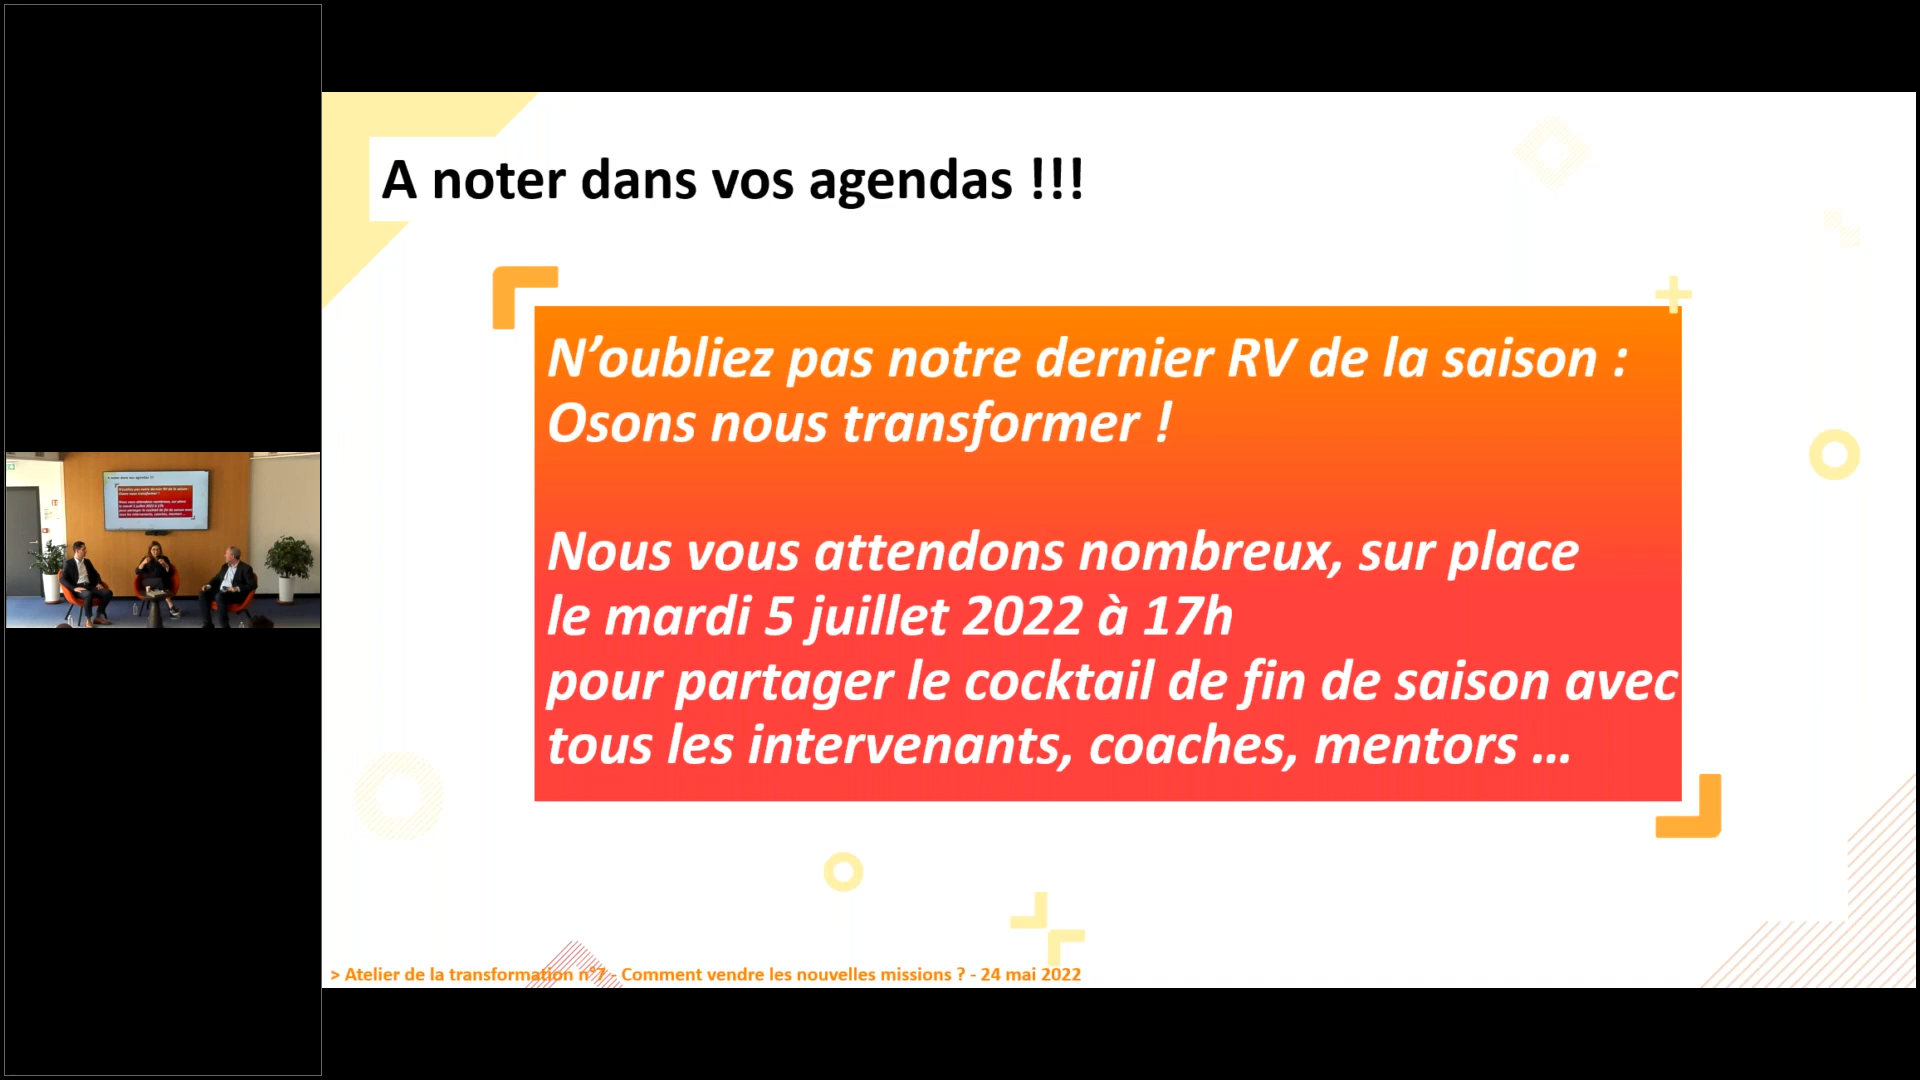 A noter dans vos agendas !!!
N’oubliez pas notre dernier RV de la saison :
Osons nous transformer !
Nous vous attendons nombreux, sur place
le mardi 5 juillet 2022 à 17h
pour partager le cocktail de fin de saison avec
tous les intervenants, coaches, mentors ...
> Atelier de la transformation n°7 - Comment vendre les nouvelles missions ? - 24 mai 2022